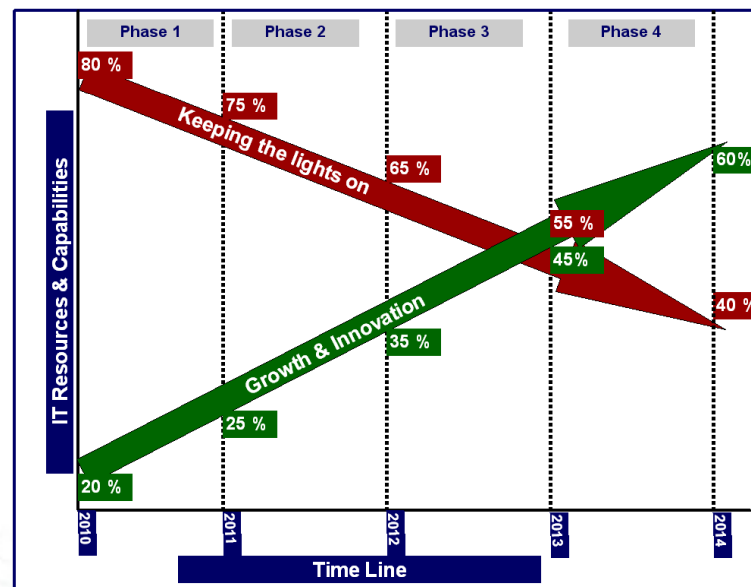 Phase 1
Phase 2
Phase 3
Phase 4
80 %
75 %
65 %
55 %
40 %
Keeping the lights on
60%
45%
35 %
25 %
20 %
Growth & Innovation
IT Resources & Capabilities
2010
2011
2012
2013
2014
Time Line